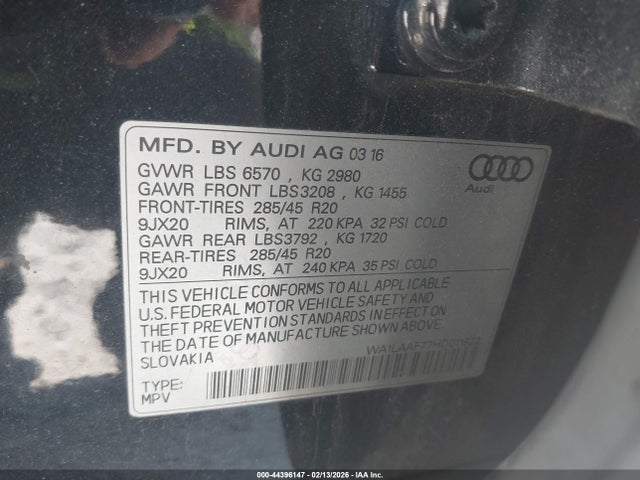 MFD. BY AUDI AG 03 16
GVWR LBS 6570 , KG 2980
GAWR FRONT LBS3208 , KG 1455
FRONT-TIRES 285/45 R20
9JX20 RIMS, AT 220 KPA 32 PSI COLD
GAWR REAR LBS3792 , KG 1720
REAR-TIRES 285/45 R20
9JX20 RIMS, AT 240 KPA 35 PSI COLD
Audi
THIS VEHICLE CONFORMS TO ALL APPLICABLE
U.S. FEDERAL MOTOR VEHICLE SAFETY AND
THEFT PREVENTION STANDARDS IN EFFECT ON
THE DATE OF MANUFACTURE SHOWN ABOVE.
SLOVAKIA
TYPE:
MPV
000-44396147 - 02/13/2026 - IAA Inc.